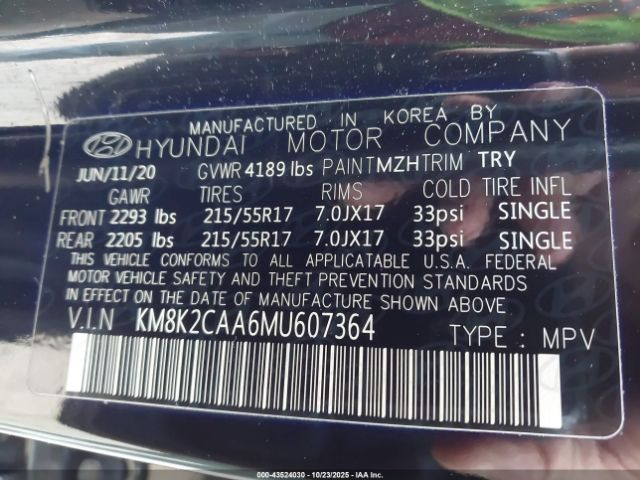 MANUFACTURED IN KOREA BY
HYUNDAI MOTOR COMPANY
JUN/11/20 GVWR 4189 lbs PAINT MZH TRIM TRY
GAWR TIRES RIMS COLD TIRE INFL
FRONT 2293 lbs 215/55R17 7.0JX17 33psi SINGLE
REAR 2205 lbs 215/55R17 7.0JX17 33psi SINGLE
THIS VEHICLE CONFORMS TO ALL APPLICATABLE U.S.A. FEDERAL
MOTOR VEHICLE SAFETY AND THEFT PREVENTION STANDARDS
IN EFFECT ON THE DATE OF MANUFACTURE SHOWN ABOVE
V.I.N KM8K2CAA6MU607364 TYPE : MPV
000-43524030 - 10/23/2025 - IAAI.COM